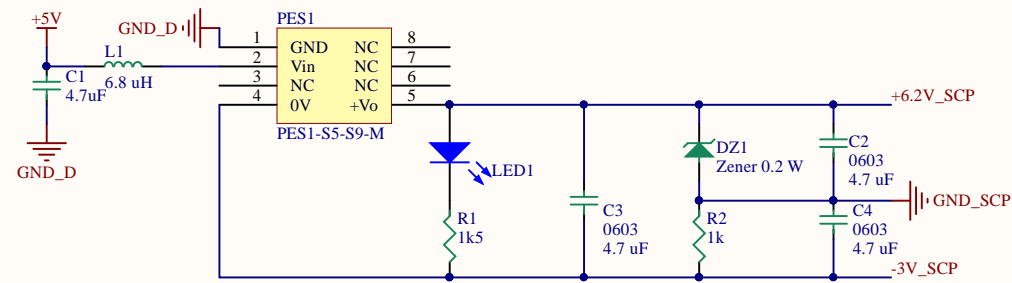 +5V
C1
4.7uF
GND_D
L1
6.8 uH
GND_D
PES1
1
2
3
4
GND
Vin
NC
0V
NC
NC
NC
+Vo
8
7
6
5
PES1-S5-S9-M
LED1
R1
1k5
C3
0603
4.7 uF
DZ1
Zener 0.2 W
R2
1k
C2
0603
4.7 uF
C4
0603
4.7 uF
+6.2V_SCP
GND_SCP
-3V_SCP